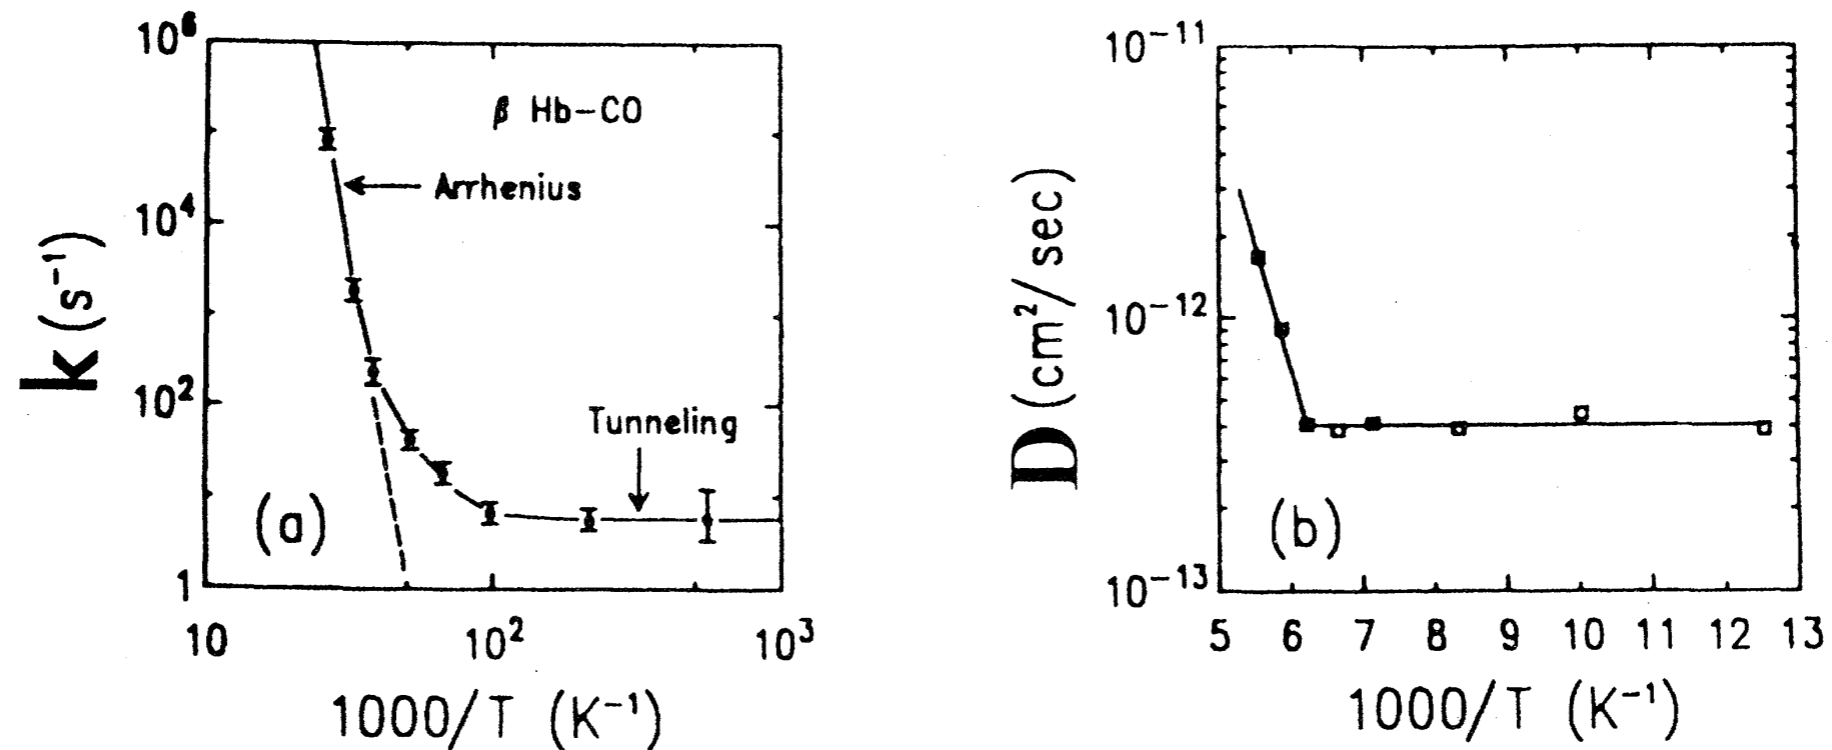 10⁶
10⁴
10²
1
k (s⁻¹)
β Hb-CO
Arrhenius
Tunneling
(a)
10
10²
10³
1000/T (K⁻¹)
10⁻¹¹
10⁻¹²
10⁻¹³
D (cm²/sec)
(b)
5 6 7 8 9 10 11 12 13
1000/T (K⁻¹)